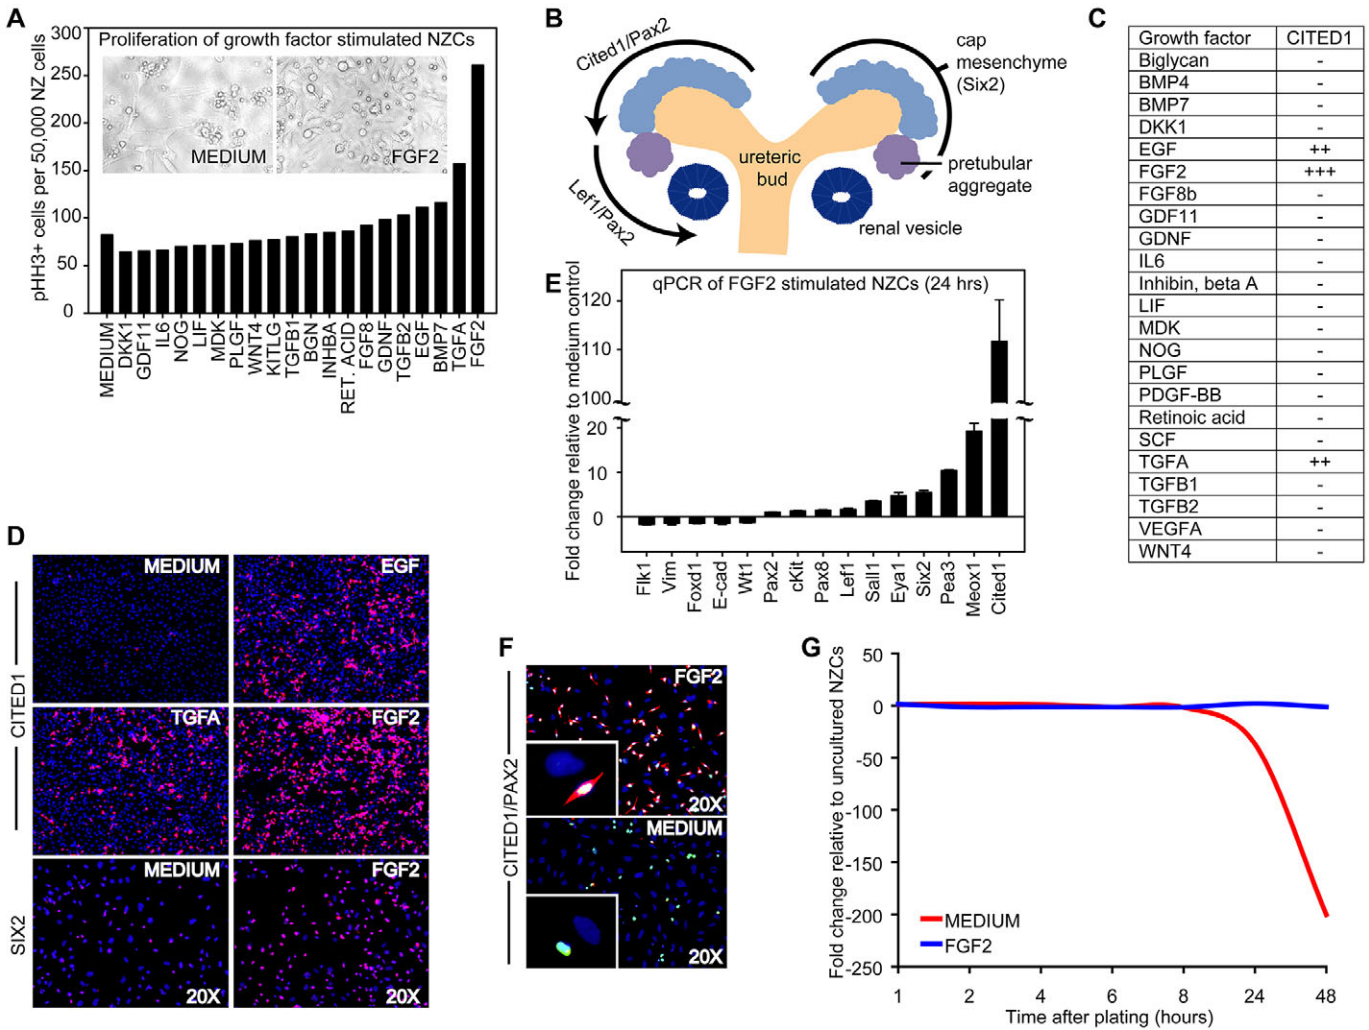 A
Proliferation of growth factor stimulated NZCs
pHH3+ cells per 50,000 NZ cells
300
250
200
150
100
50
0
MEDIUM
FGF2
MEDIUM
DKK1
GDF11
IL6
NOG
LIF
MDK
PLGF
WNT4
KITLG
TGFB1
BGN
INHBA
RET. ACID
FGF8
GDNF
TGFB2
EGF
BMP7
TGFA
FGF2
B
Cited1/Pax2
Lef1/Pax2
cap
mesenchyme
(Six2)
ureteric
bud
pretubular
aggregate
renal vesicle
C
Growth factor CITED1
Biglycan -
BMP4 -
BMP7 -
DKK1 -
EGF ++
FGF2 +++
FGF8b -
GDF11 -
GDNF -
IL6 -
Inhibin, beta A -
LIF -
MDK -
NOG -
PLGF -
PDGF-BB -
Retinoic acid -
SCF -
TGFA ++
TGFB1 -
TGFB2 -
VEGFA -
WNT4 -
D
CITED1
SIX2
MEDIUM
EGF
TGFA
FGF2
MEDIUM
20X
FGF2
20X
E
qPCR of FGF2 stimulated NZCs (24 hrs)
Fold change relative to mdeium control
120
110
100
20
10
0
Flk1
Vim
Foxd1
E-cad
Wt1
Pax2
cKit
Pax8
Lef1
Sall1
Eya1
Six2
Pea3
Meox1
Cited1
F
CITED1/PAX2
FGF2
20X
MEDIUM
20X
G
Fold change relative to uncultured NZCs
50
0
-50
-100
-150
-200
-250
MEDIUM
FGF2
1 2 4 6 8 24 48
Time after plating (hours)